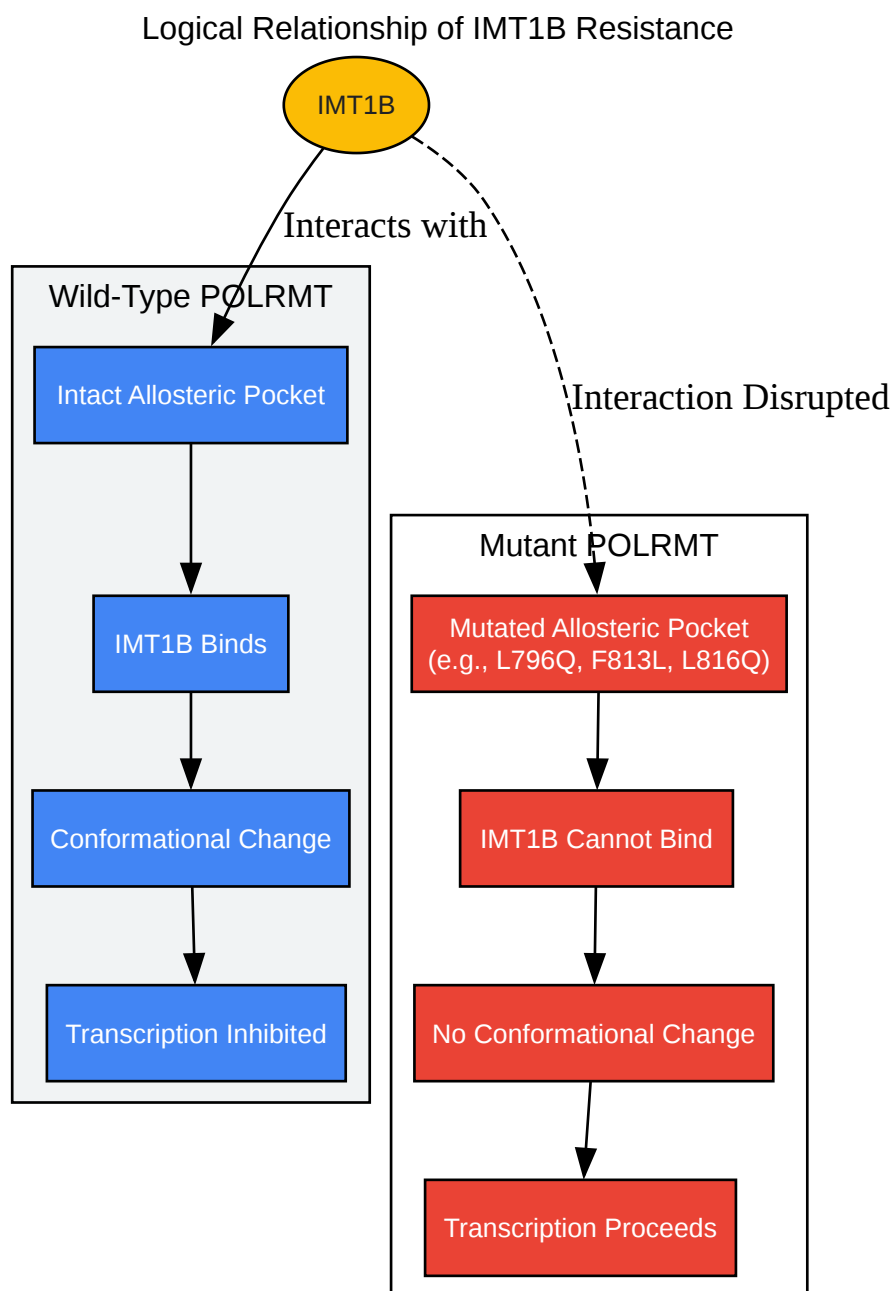 Logical Relationship of IMT1B Resistance
IMT1B
Interacts with
Wild-Type POLRMT
Intact Allosteric Pocket
IMT1B Binds
Conformational Change
Transcription Inhibited
Interaction Disrupted
Mutant POLRMT
Mutated Allosteric Pocket
(e.g., L796Q, F813L, L816Q)
IMT1B Cannot Bind
No Conformational Change
Transcription Proceeds